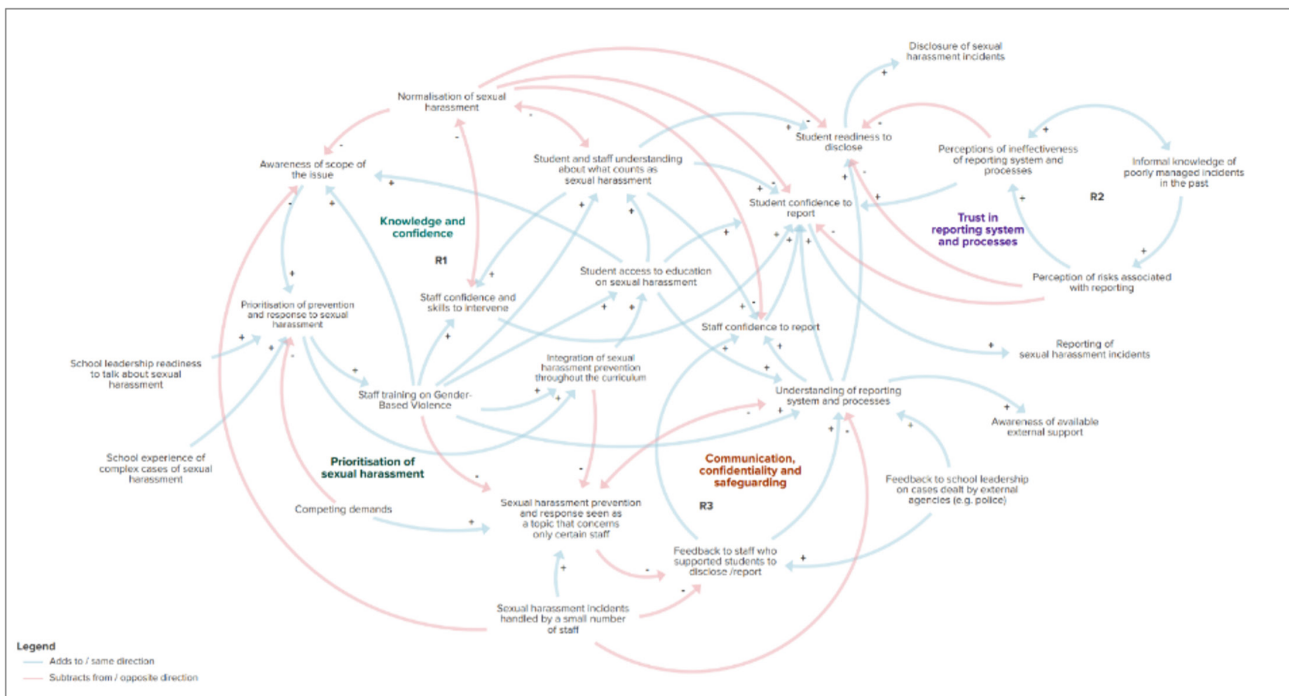 Disclosure of sexual
harassment incidents
Normalisation of sexual
harassment
Student readiness to
disclose
Perceptions of ineffectiveness
of reporting system and
processes
Informal knowledge of
poorly managed incidents
in the past
Awareness of scope of
the issue
Student and staff understanding
about what counts as
sexual harassment
Student confidence to
report
R2
Knowledge and
confidence
R1
Trust in
reporting system
and processes
Student access to education
on sexual harassment
Perception of risks associated
with reporting
Prioritisation of prevention
and response to sexual
harassment
Staff confidence and
skills to intervene
Staff confidence to report
School leadership readiness
to talk about sexual
harassment
Integration of sexual
harassment prevention
throughout the curriculum
Reporting of
sexual harassment incidents
Staff training on Gender-
Based Violence
Understanding of reporting
system and processes
Awareness of available
external support
School experience of
complex cases of sexual
harassment
Prioritisation of
sexual harassment
Communication,
confidentiality and
safeguarding
R3
Feedback to school leadership
on cases dealt by external
agencies (e.g. police)
Competing demands
Sexual harassment prevention
and response seen as
a topic that concerns
only certain staff
Feedback to staff who
supported students to
disclose /report
Sexual harassment incidents
handled by a small number
of staff
Legend
Adds to / same direction
Subtracts from / opposite direction